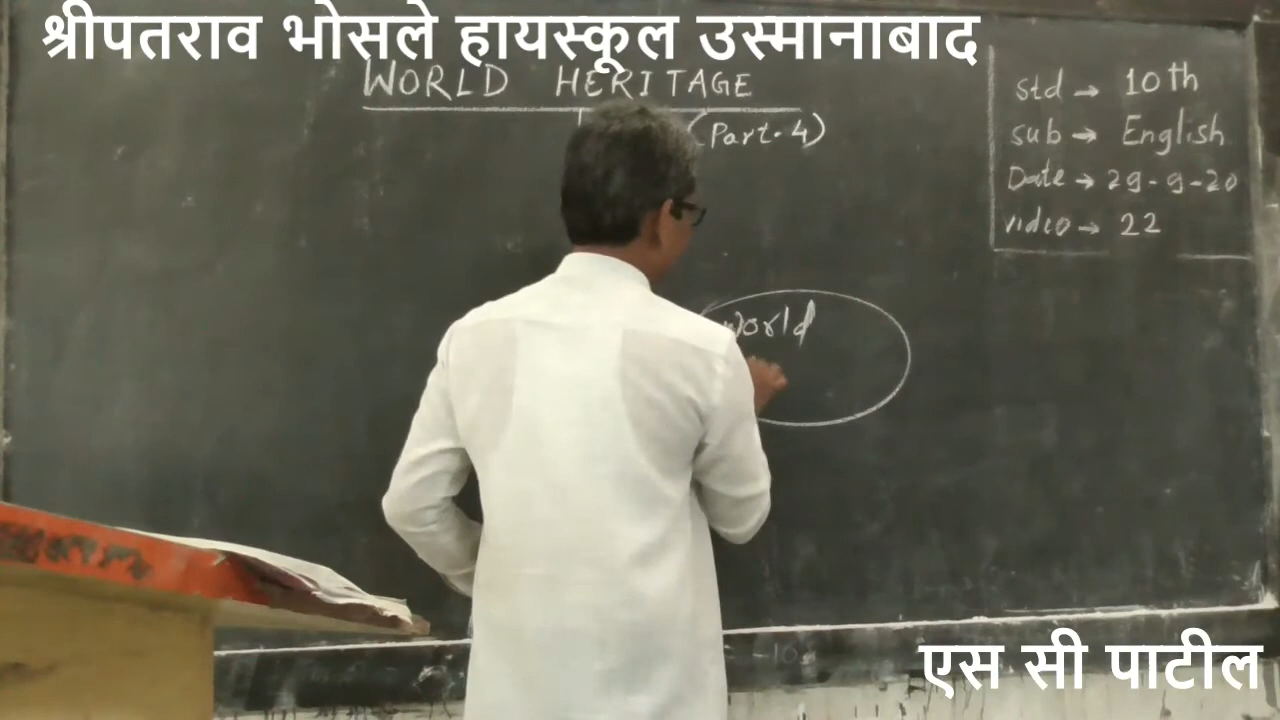 श्रीपतराव भोसले हायस्कूल उस्मानाबाद
WORLD HERITAGE
(Part-4)
std → 10th
sub → English
Date → 29-9-20
video → 22
world
एस सी पाटील